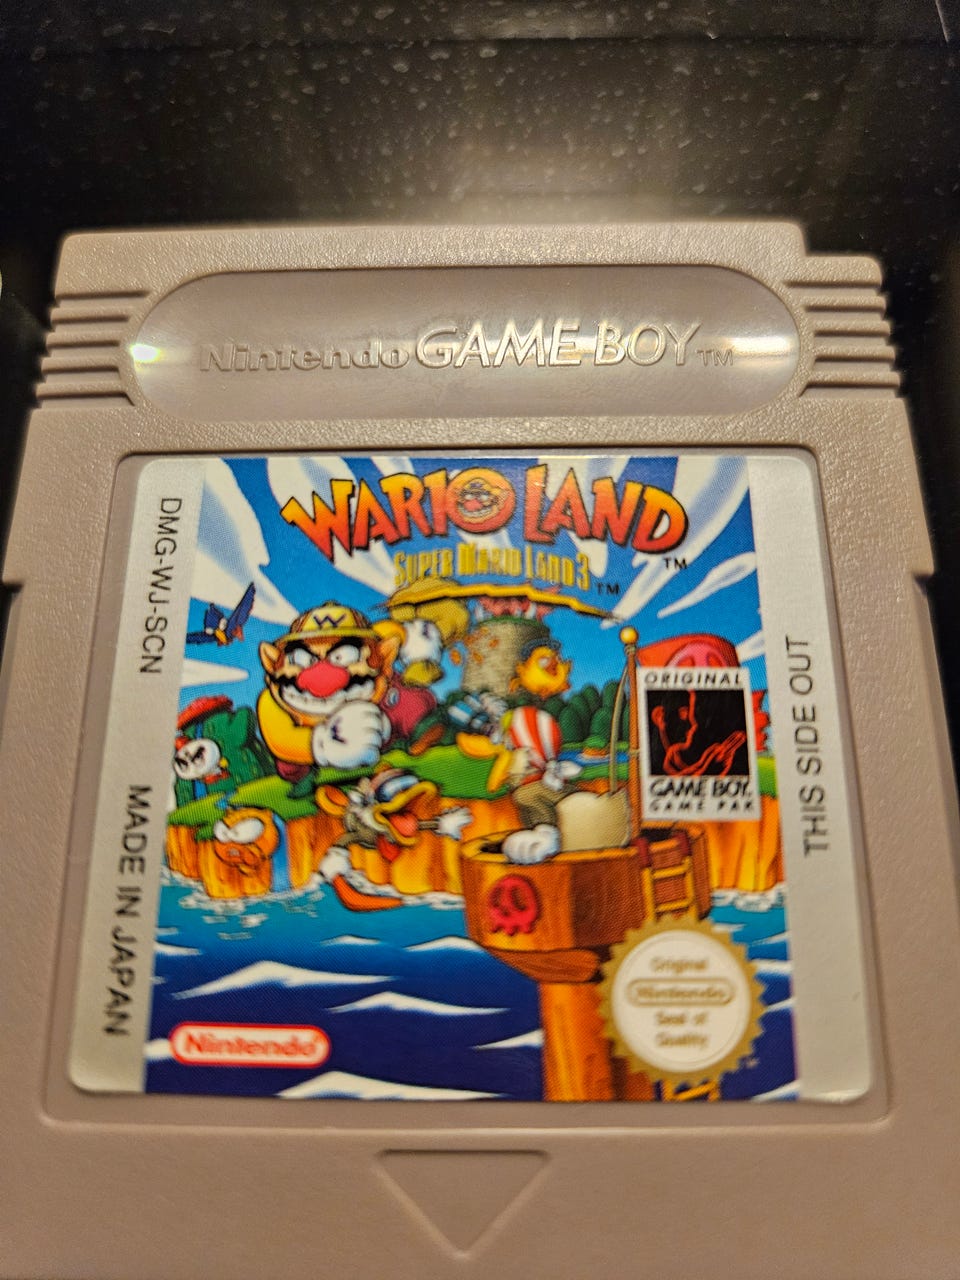 Nintendo GAME BOY TM
WARIO LAND TM
SUPER MARIO LAND 3 TM
DMG-WJ-SCN
MADE IN JAPAN
W
ORIGINAL
GAME BOY.
GAME PAK
THIS SIDE OUT
Original
Nintendo
Seal of
Quality
Nintendo